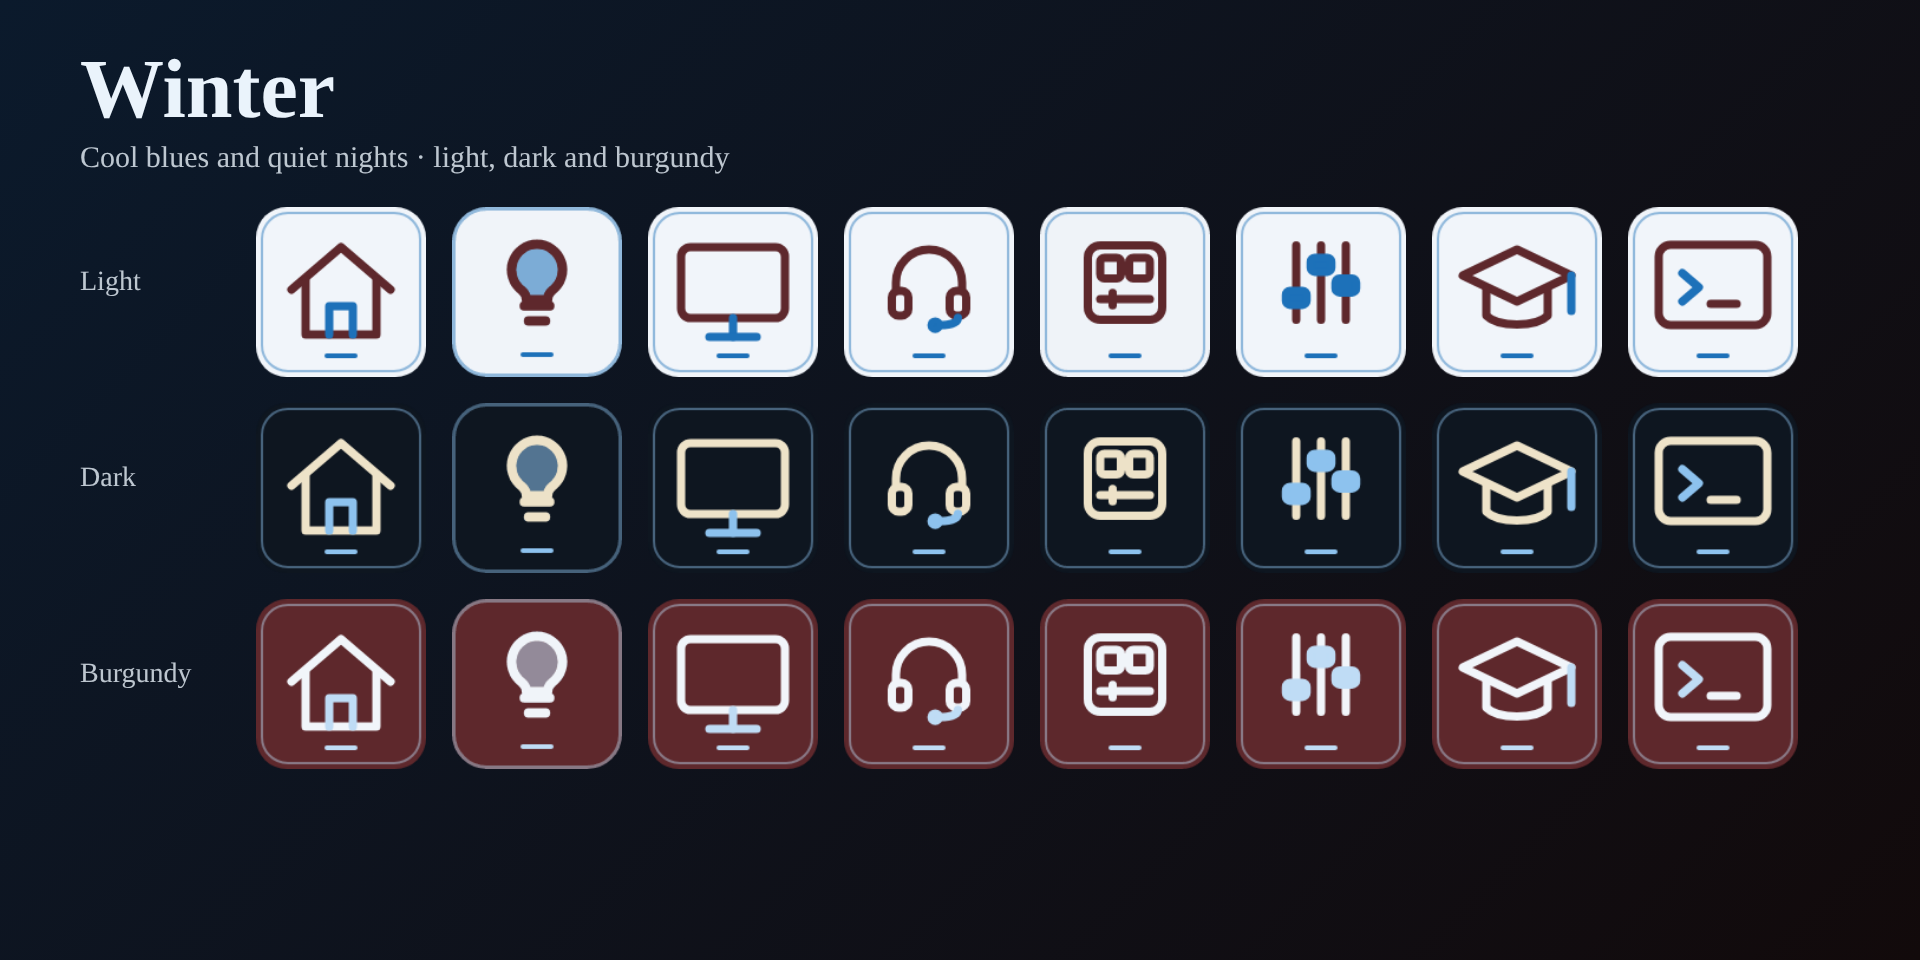 Winter
Cool blues and quiet nights · light, dark and burgundy
Light
Dark
Burgundy